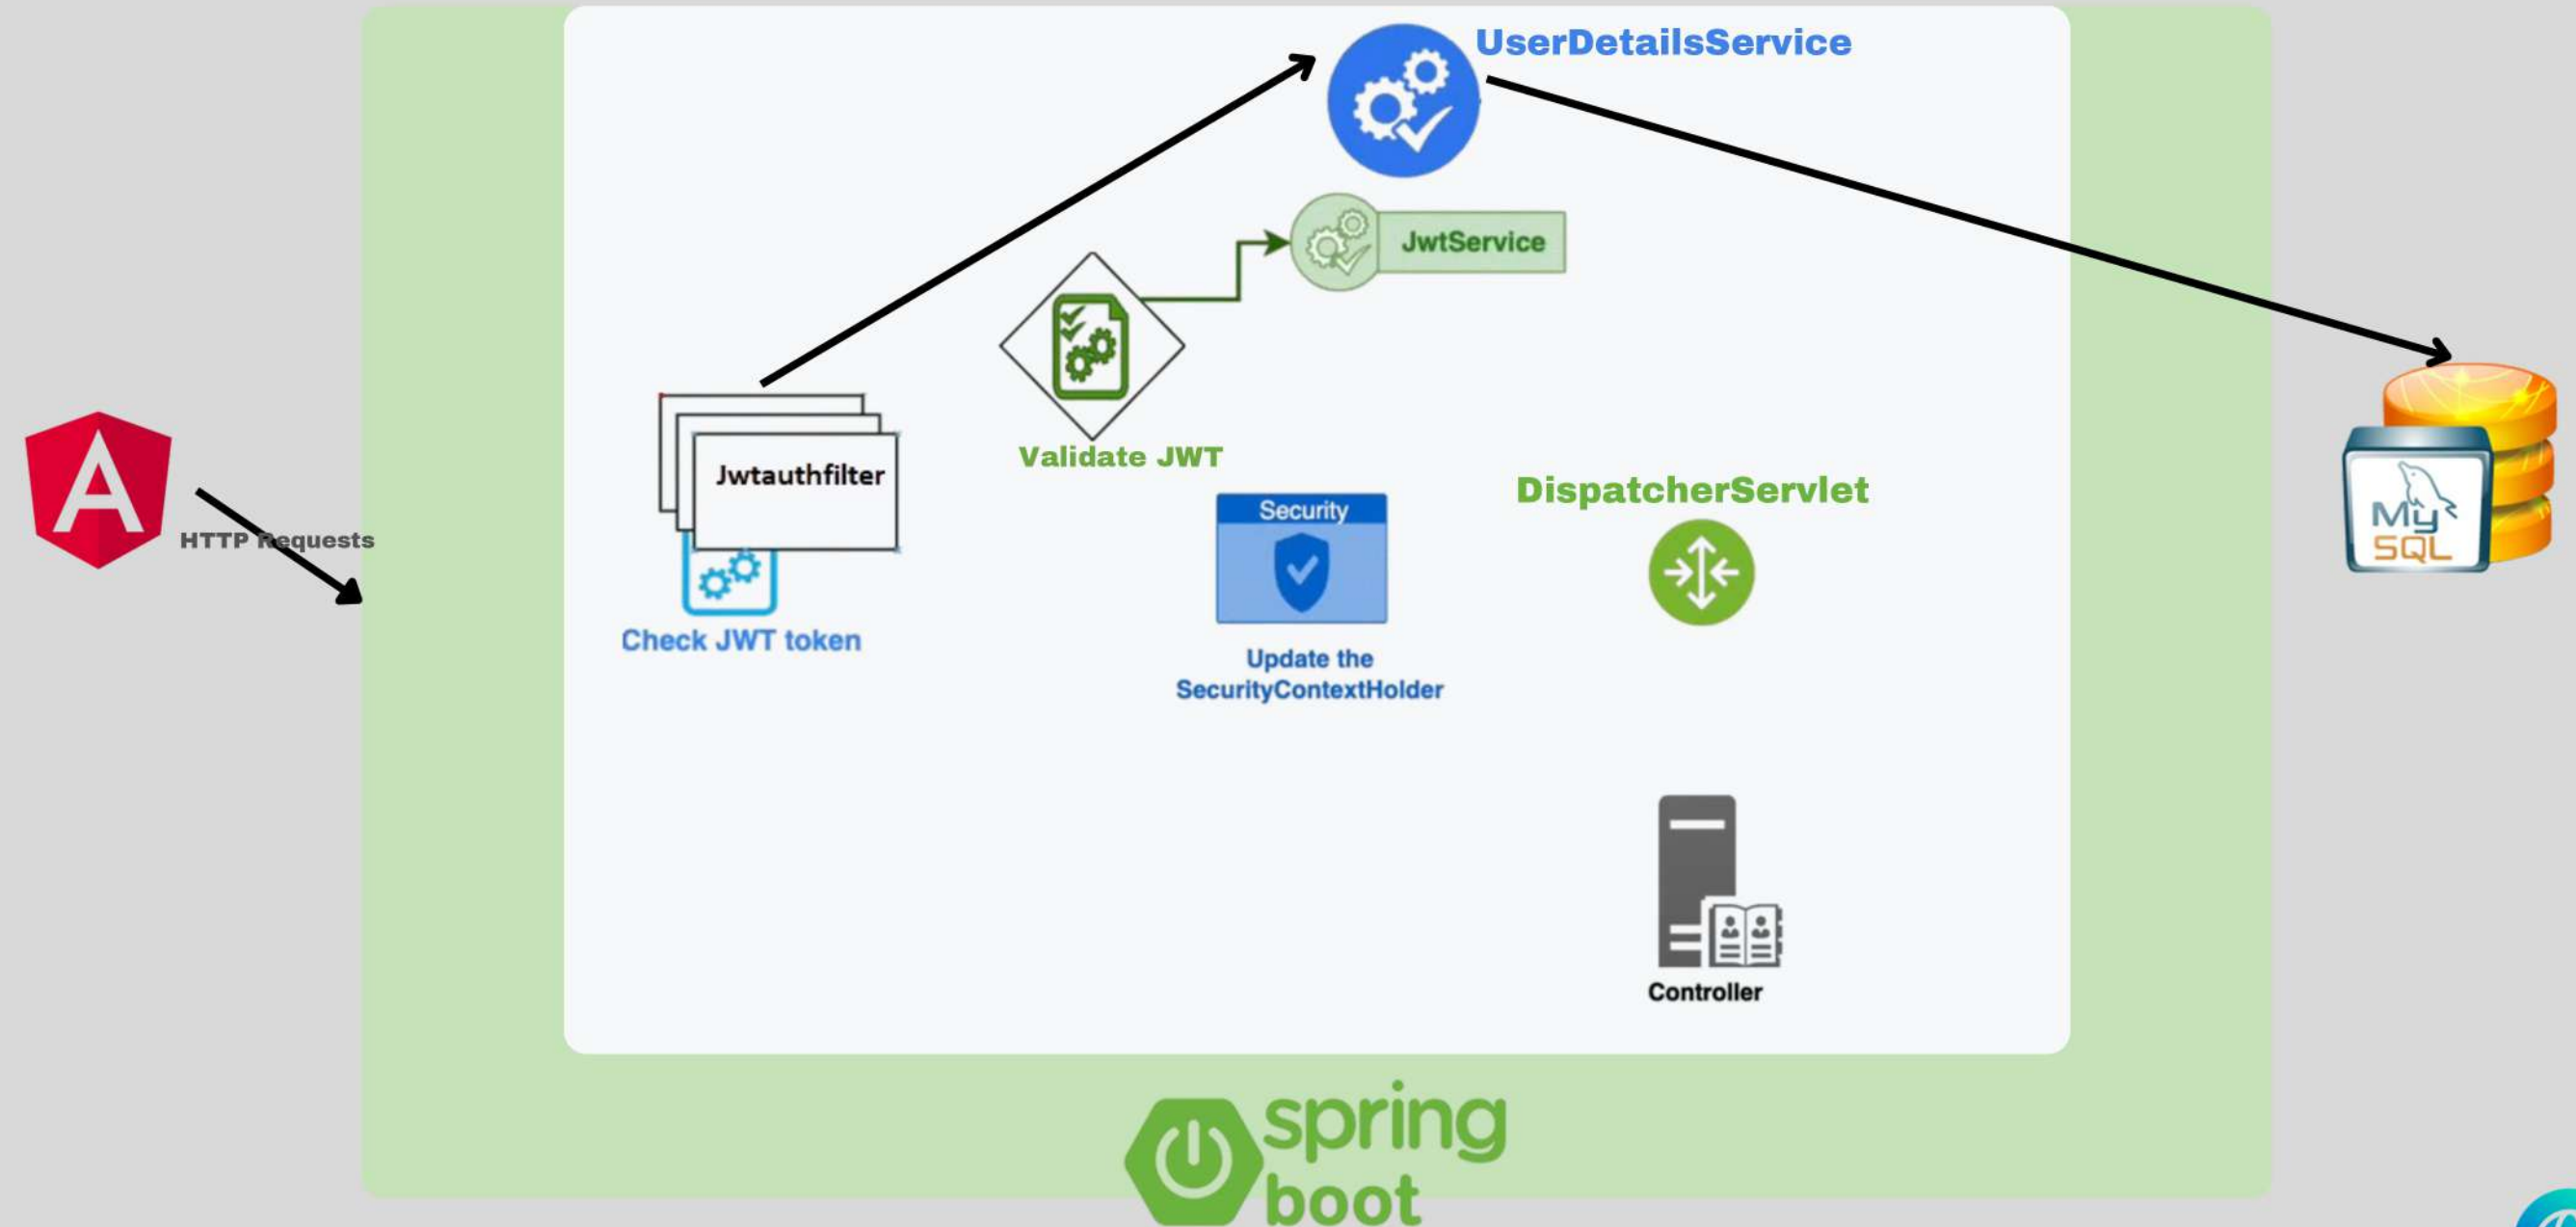 UserDetailsService
JwtService
Validate JWT
Jwtauthfilter
Check JWT token
HTTP Requests
Security
Update the
SecurityContextHolder
DispatcherServlet
My
SQL
Controller
spring
boot